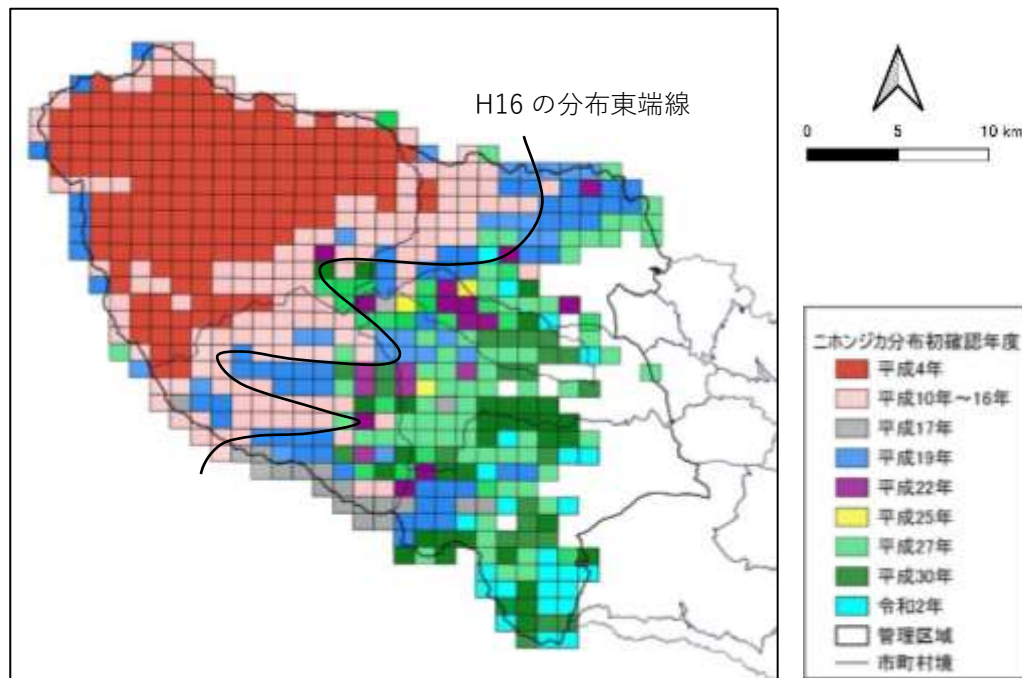 H16 の分布東端線
0 5 10 km
ニホンジカ分布初確認年度
平成4年
平成10年～16年
平成17年
平成19年
平成22年
平成25年
平成27年
平成30年
令和2年
管理区域
市町村境